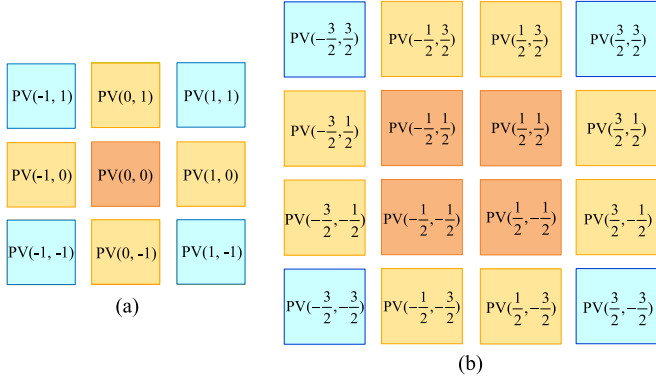 PV(-1, 1) PV(0, 1) PV(1, 1)
PV(-1, 0) PV(0, 0) PV(1, 0)
PV(-1, -1) PV(0, -1) PV(1, -1)
(a)
PV(-3/2, 3/2) PV(-1/2, 3/2) PV(1/2, 3/2) PV(3/2, 3/2)
PV(-3/2, 1/2) PV(-1/2, 1/2) PV(1/2, 1/2) PV(3/2, 1/2)
PV(-3/2, -1/2) PV(-1/2, -1/2) PV(1/2, -1/2) PV(3/2, -1/2)
PV(-3/2, -3/2) PV(-1/2, -3/2) PV(1/2, -3/2) PV(3/2, -3/2)
(b)